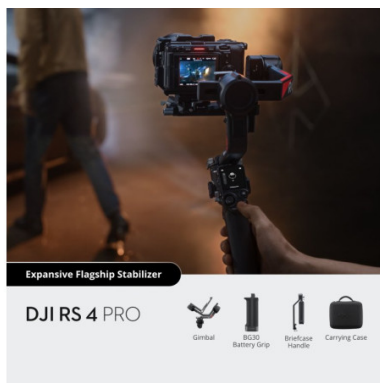 Expansive Flagship Stabilizer
DJI RS 4 PRO
Gimbal
BG30
Battery Grip
Briefcase
Handle
Carrying Case